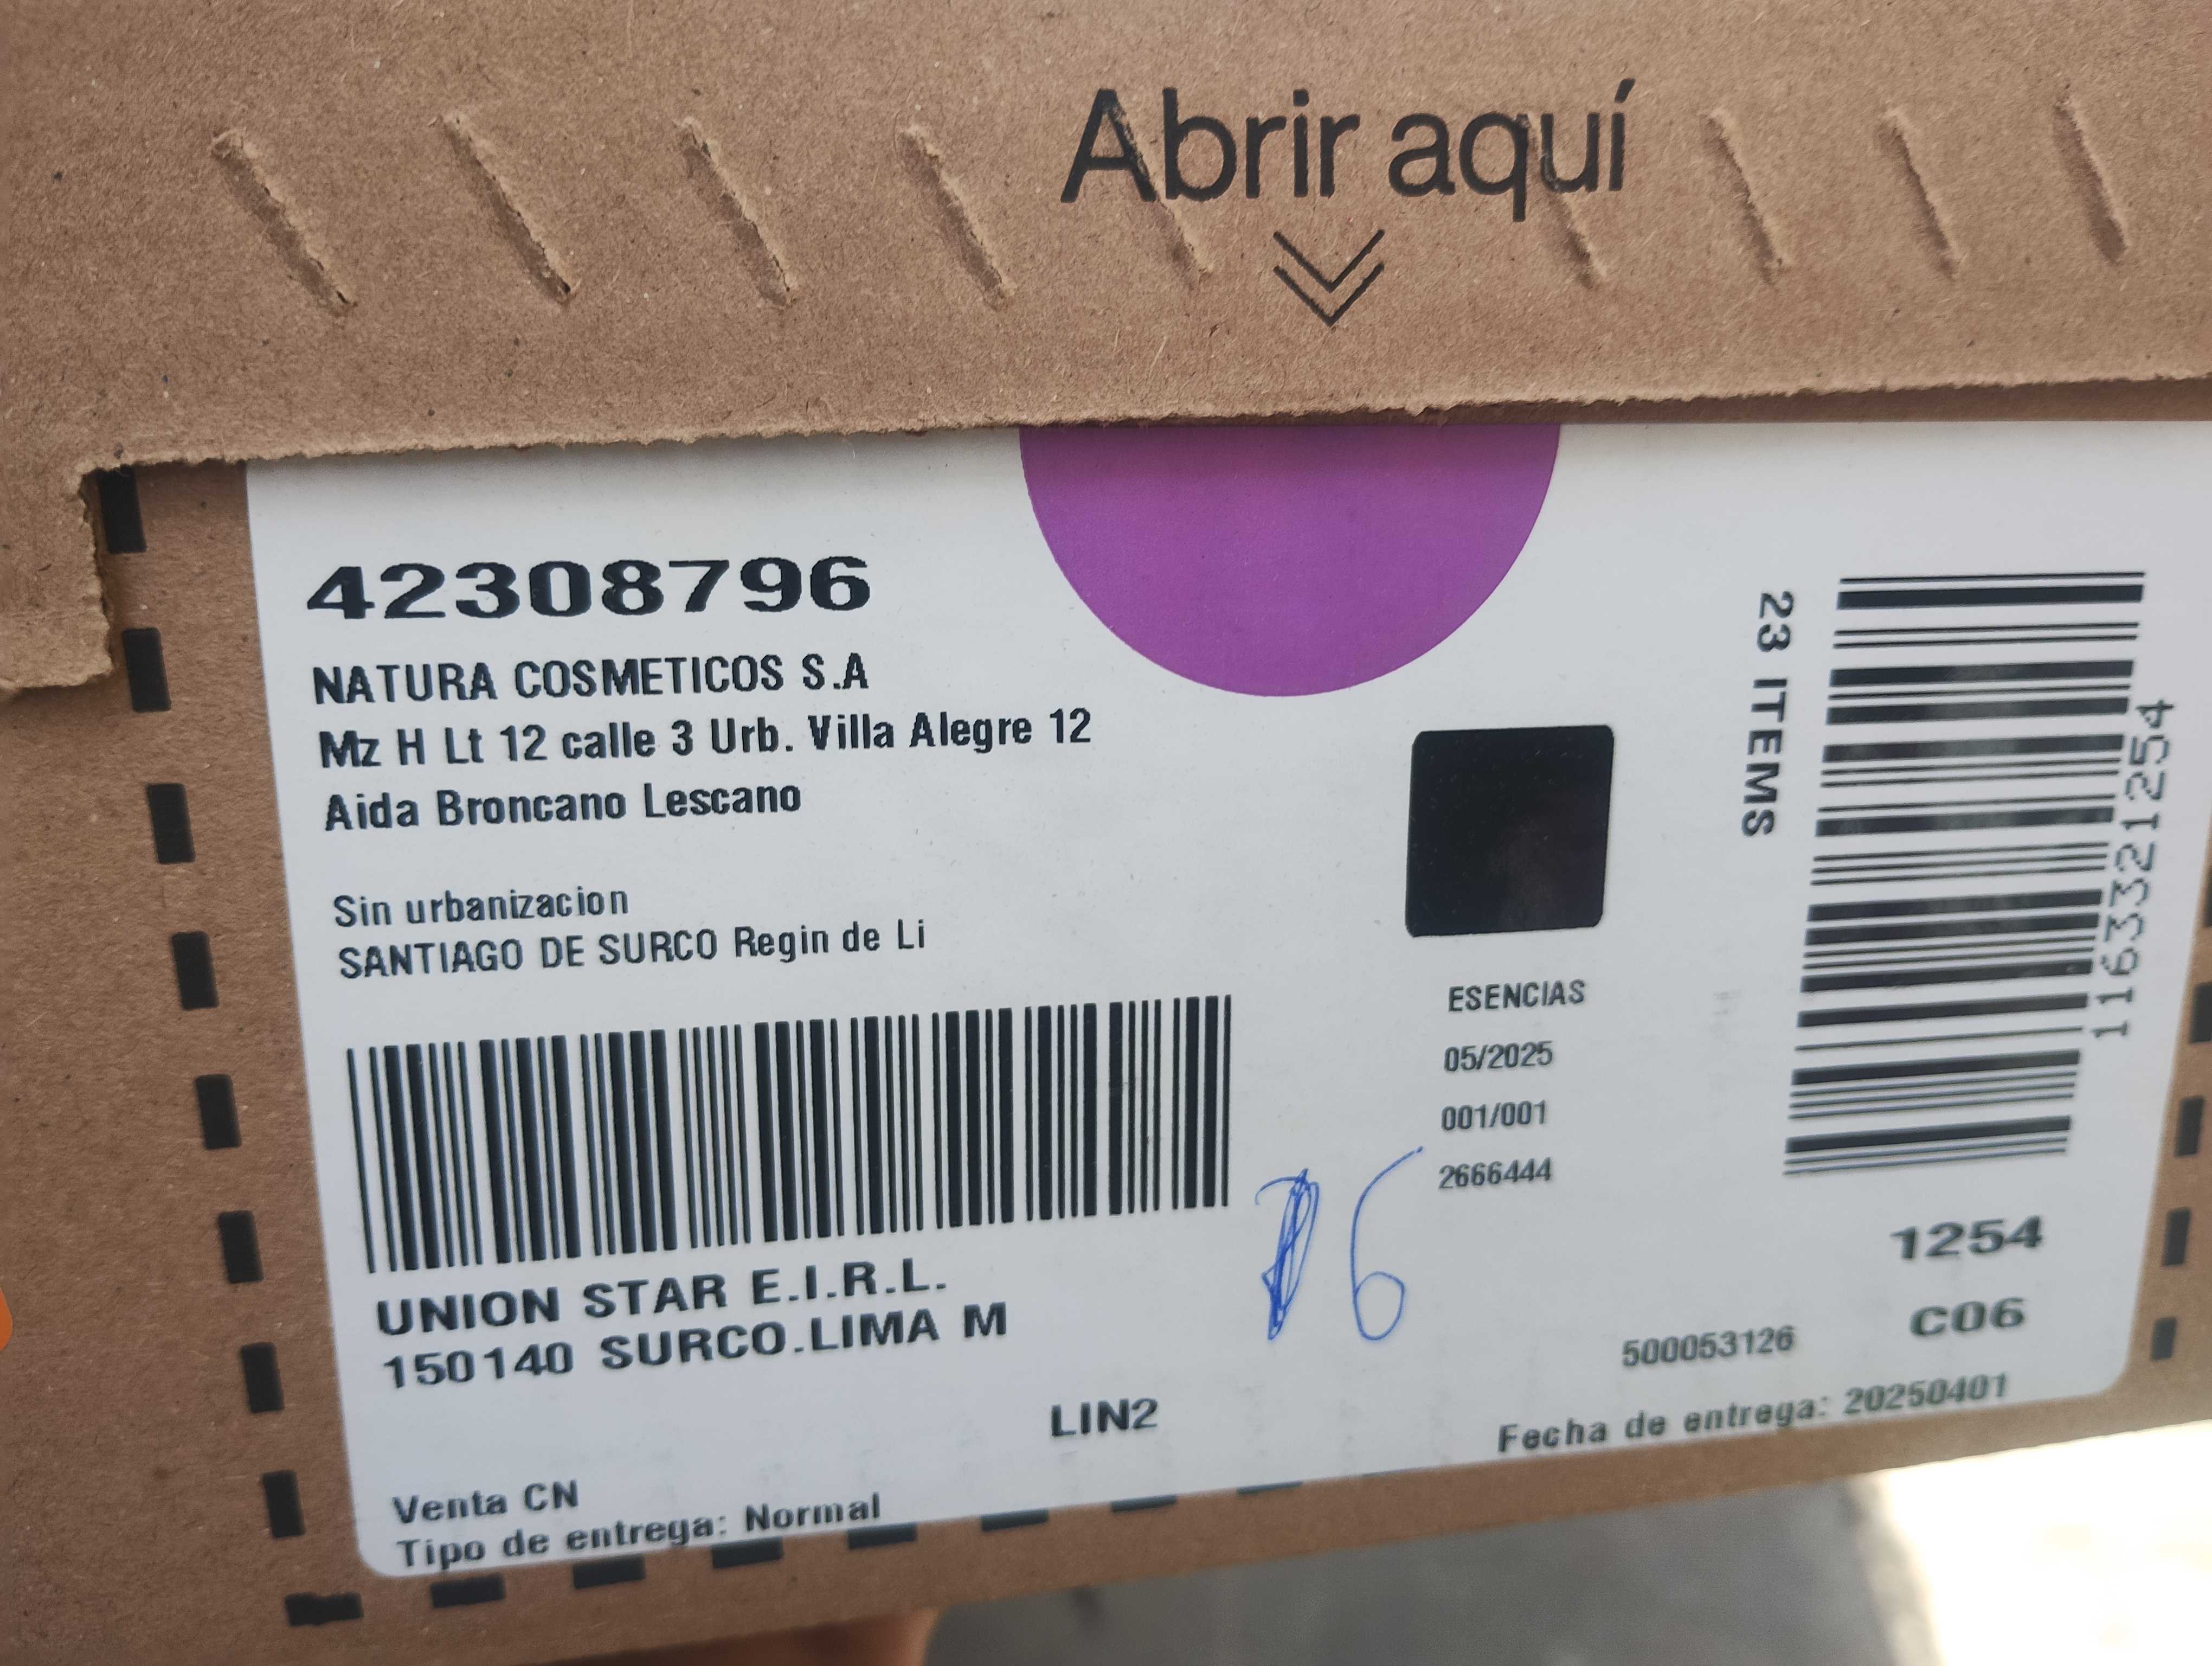 Abrir aquí
42308796
NATURA COSMETICOS S.A
Mz H Lt 12 calle 3 Urb. Villa Alegre 12
Aida Broncano Lescano
Sin urbanizacion
SANTIAGO DE SURCO Regin de Li
UNION STAR E.I.R.L.
150140 SURCO.LIMA M
LIN2
Venta CN
Tipo de entrega: Normal
ESENCIAS
05/2025
001/001
2666444
6
23 ITEMS
1163321254
1254
C06
500053126
Fecha de entrega: 20250401